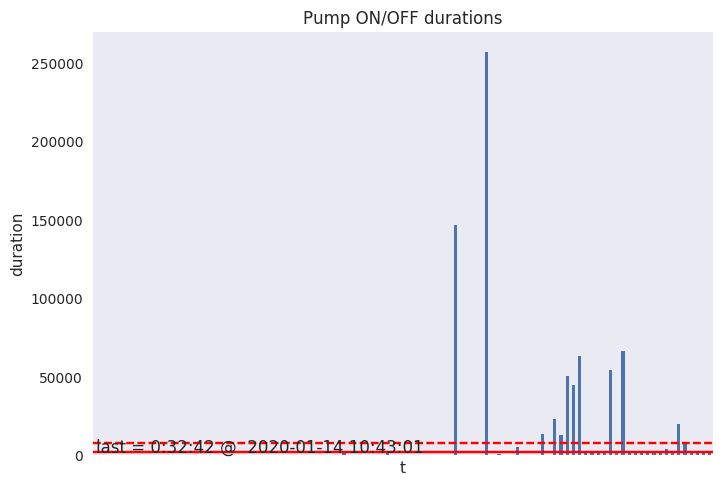 Pump ON/OFF durations
250000
200000
150000
100000
50000
0
duration
last = 0:32:42 @  2020-01-14 10:43:01
t